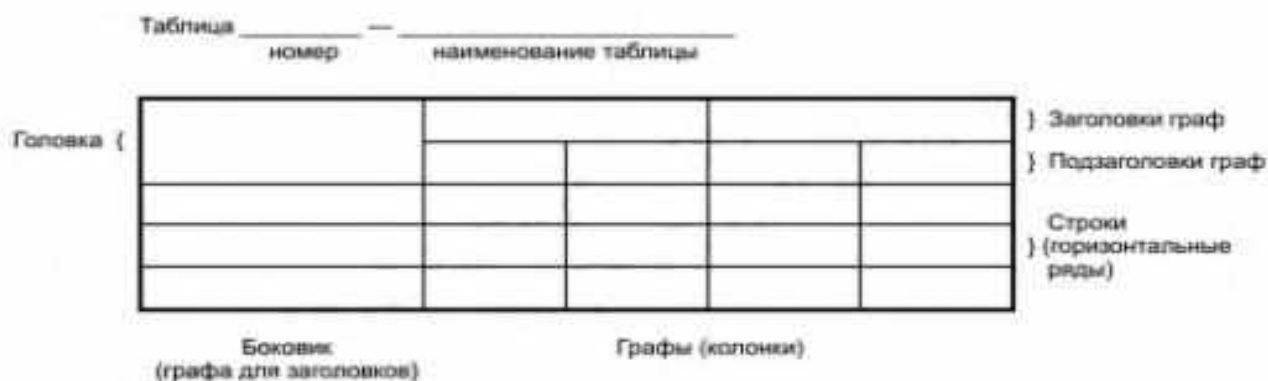 Таблица ________ — ________________________
номер наименование таблицы
Головка {
} Заголовки граф
} Подзаголовки граф
Строки
} (горизонтальные
ряды)
Боковик
(графа для заголовков)
Графы (колонки)